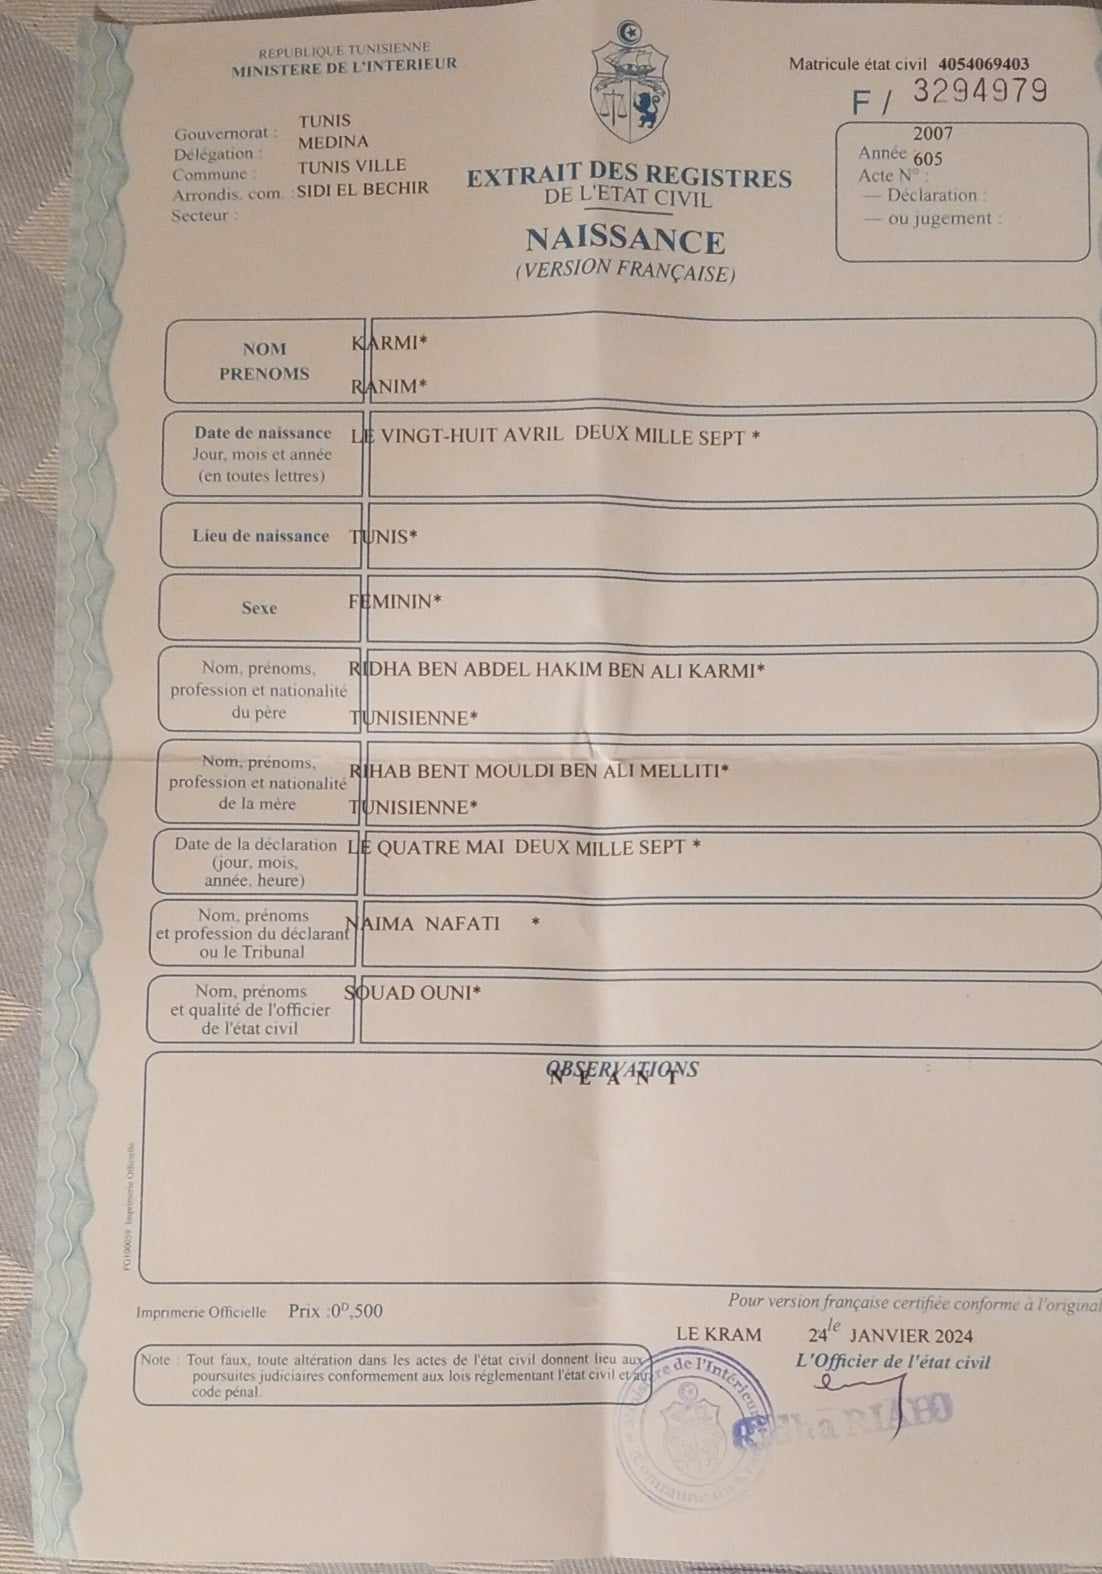 REPUBLIQUE TUNISIENNE
MINISTERE DE L'INTERIEUR
Matricule état civil 4054069403
F / 3294979
Gouvernorat : TUNIS
Délégation : MEDINA
Commune : TUNIS VILLE
Arrondis. com. : SIDI EL BECHIR
Secteur :
EXTRAIT DES REGISTRES
DE L'ETAT CIVIL
NAISSANCE
(VERSION FRANÇAISE)
2007
Année 605
Acte N° :
— Déclaration :
— ou jugement :
NOM KARMI*
PRENOMS RANIM*
Date de naissance LE VINGT-HUIT AVRIL DEUX MILLE SEPT *
Jour, mois et année
(en toutes lettres)
Lieu de naissance TUNIS*
Sexe FEMININ*
Nom, prénoms, RIDHA BEN ABDEL HAKIM BEN ALI KARMI*
profession et nationalité
du père TUNISIENNE*
Nom, prénoms, RIHAB BENT MOULDI BEN ALI MELLITI*
profession et nationalité
de la mère TUNISIENNE*
Date de la déclaration LE QUATRE MAI DEUX MILLE SEPT *
(jour, mois,
année, heure)
Nom, prénoms NAIMA NAFATI *
et profession du déclarant
ou le Tribunal
Nom, prénoms SOUAD OUNI*
et qualité de l'officier
de l'état civil
OBSERVATIONS
N E A N T
PG100059 Imprimerie Officielle
Imprimerie Officielle Prix :0D,500
Pour version française certifiée conforme à l'original
LE KRAM 24 le JANVIER 2024
L'Officier de l'état civil
Note : Tout faux, toute altération dans les actes de l'état civil donnent lieu aux
poursuites judiciaires conformement aux lois réglementant l'état civil et au
code pénal.
Ministère de l'Intérieur
RIAHI